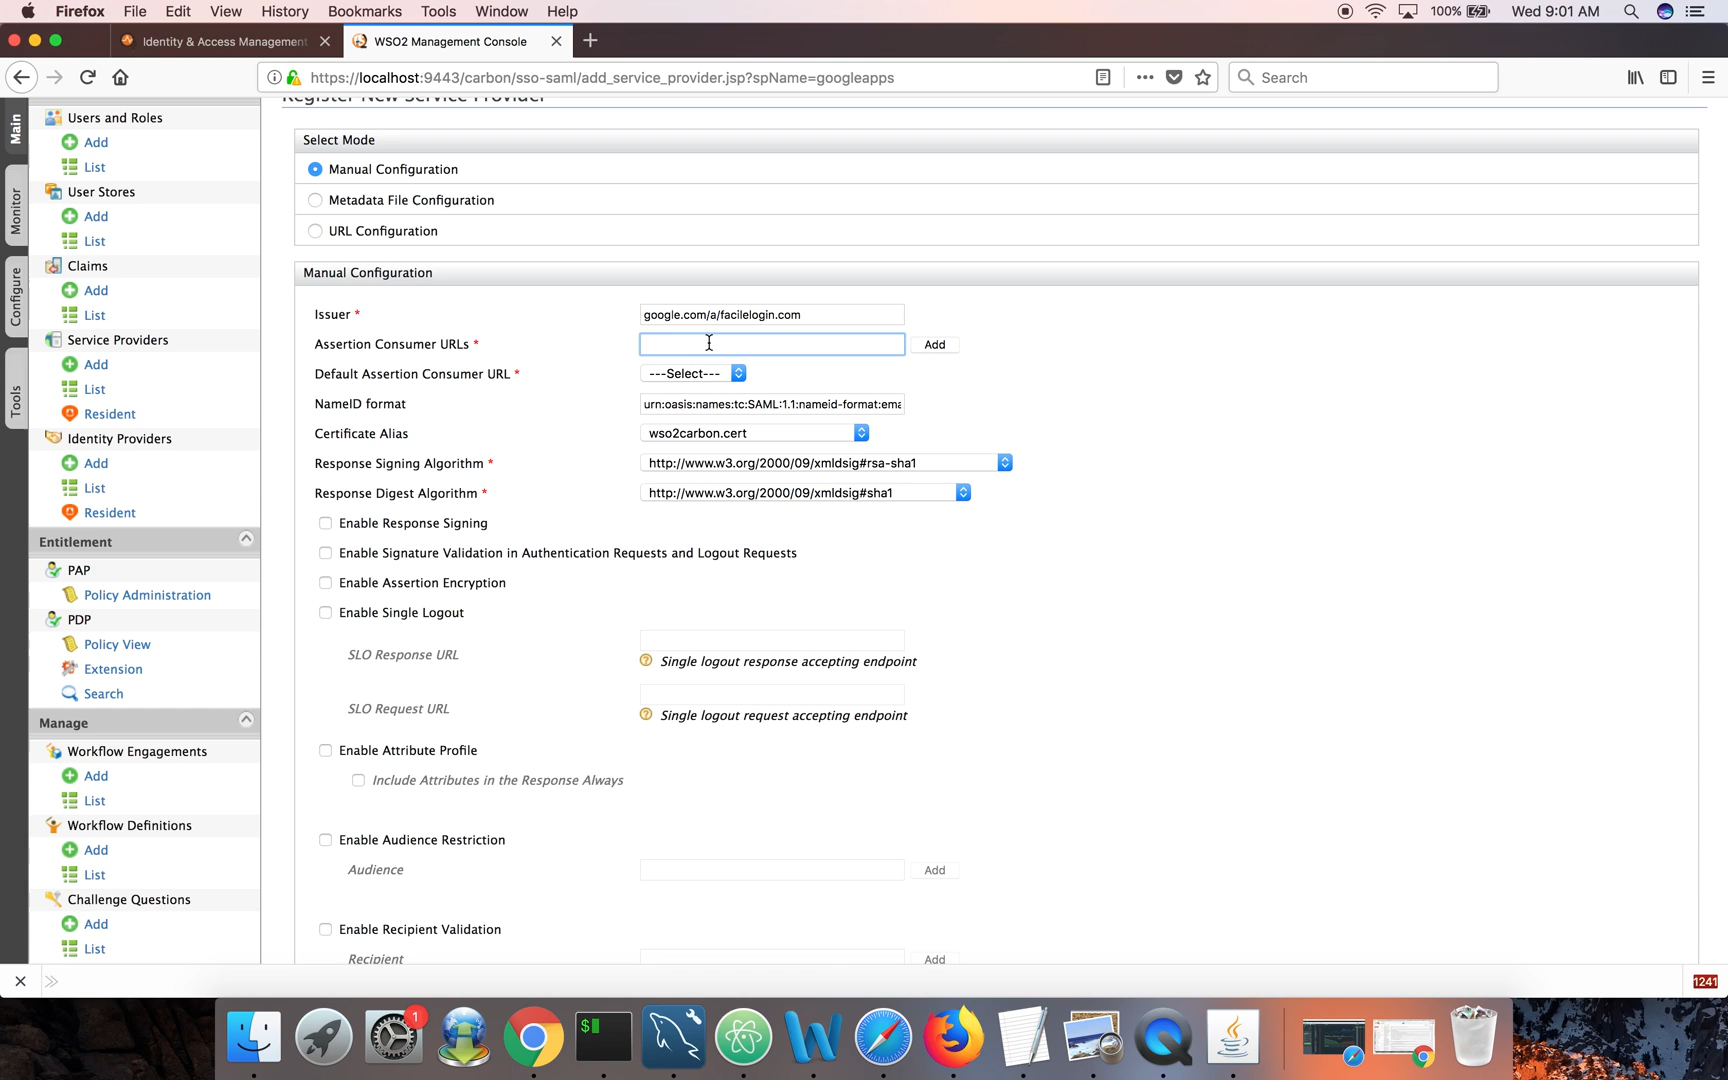 Firefox File Edit View History Bookmarks Tools Window Help 100% Wed 9:01 AM
Identity & Access Management
WSO2 Management Console
https://localhost:9443/carbon/sso-saml/add_service_provider.jsp?spName=googleapps
Search
Register New Service Provider
Main
Monitor
Configure
Tools
Users and Roles
Add
List
User Stores
Add
List
Claims
Add
List
Service Providers
Add
List
Resident
Identity Providers
Add
List
Resident
Entitlement
PAP
Policy Administration
PDP
Policy View
Extension
Search
Manage
Workflow Engagements
Add
List
Workflow Definitions
Add
List
Challenge Questions
Add
List
Select Mode
Manual Configuration
Metadata File Configuration
URL Configuration
Manual Configuration
Issuer * google.com/a/facilelogin.com
Assertion Consumer URLs * Add
Default Assertion Consumer URL * ---Select---
NameID format urn:oasis:names:tc:SAML:1.1:nameid-format:ema
Certificate Alias wso2carbon.cert
Response Signing Algorithm * http://www.w3.org/2000/09/xmldsig#rsa-sha1
Response Digest Algorithm * http://www.w3.org/2000/09/xmldsig#sha1
Enable Response Signing
Enable Signature Validation in Authentication Requests and Logout Requests
Enable Assertion Encryption
Enable Single Logout
SLO Response URL
Single logout response accepting endpoint
SLO Request URL
Single logout request accepting endpoint
Enable Attribute Profile
Include Attributes in the Response Always
Enable Audience Restriction
Audience Add
Enable Recipient Validation
Recipient Add
1241
1
$
W